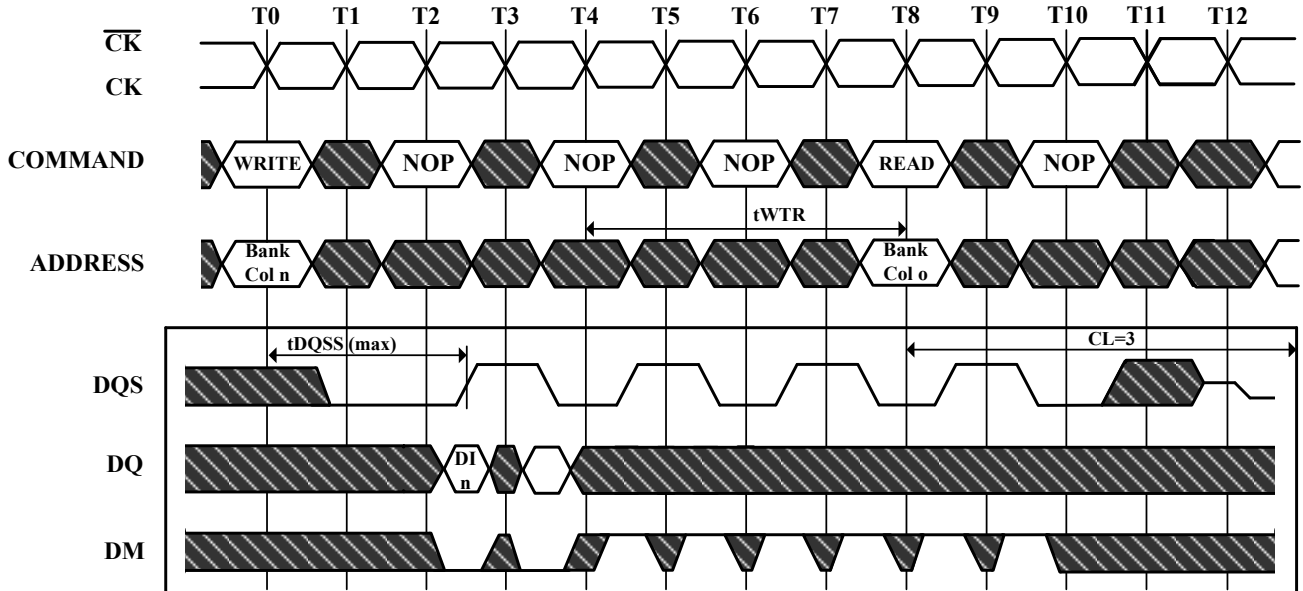 T0 T1 T2 T3 T4 T5 T6 T7 T8 T9 T10 T11 T12
CK
CK
COMMAND WRITE NOP NOP NOP READ NOP
tWTR
ADDRESS Bank Col n Bank Col o
tDQSS (max) CL=3
DQS
DQ DI n
DM